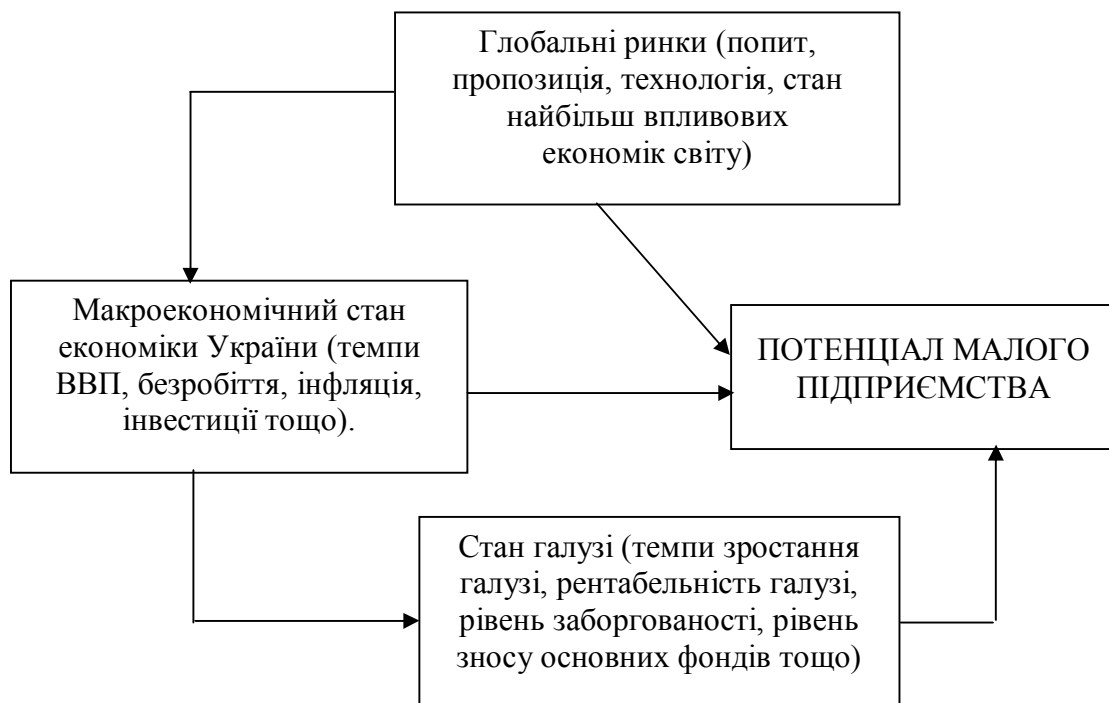 Глобальні ринки (попит,
пропозиція, технологія, стан
найбільш впливових
економік світу)
Макроекономічний стан
економіки України (темпи
ВВП, безробіття, інфляція,
інвестиції тощо).
ПОТЕНЦІАЛ МАЛОГО
ПІДПРИЄМСТВА
Стан галузі (темпи зростання
галузі, рентабельність галузі,
рівень заборгованості, рівень
зносу основних фондів тощо)